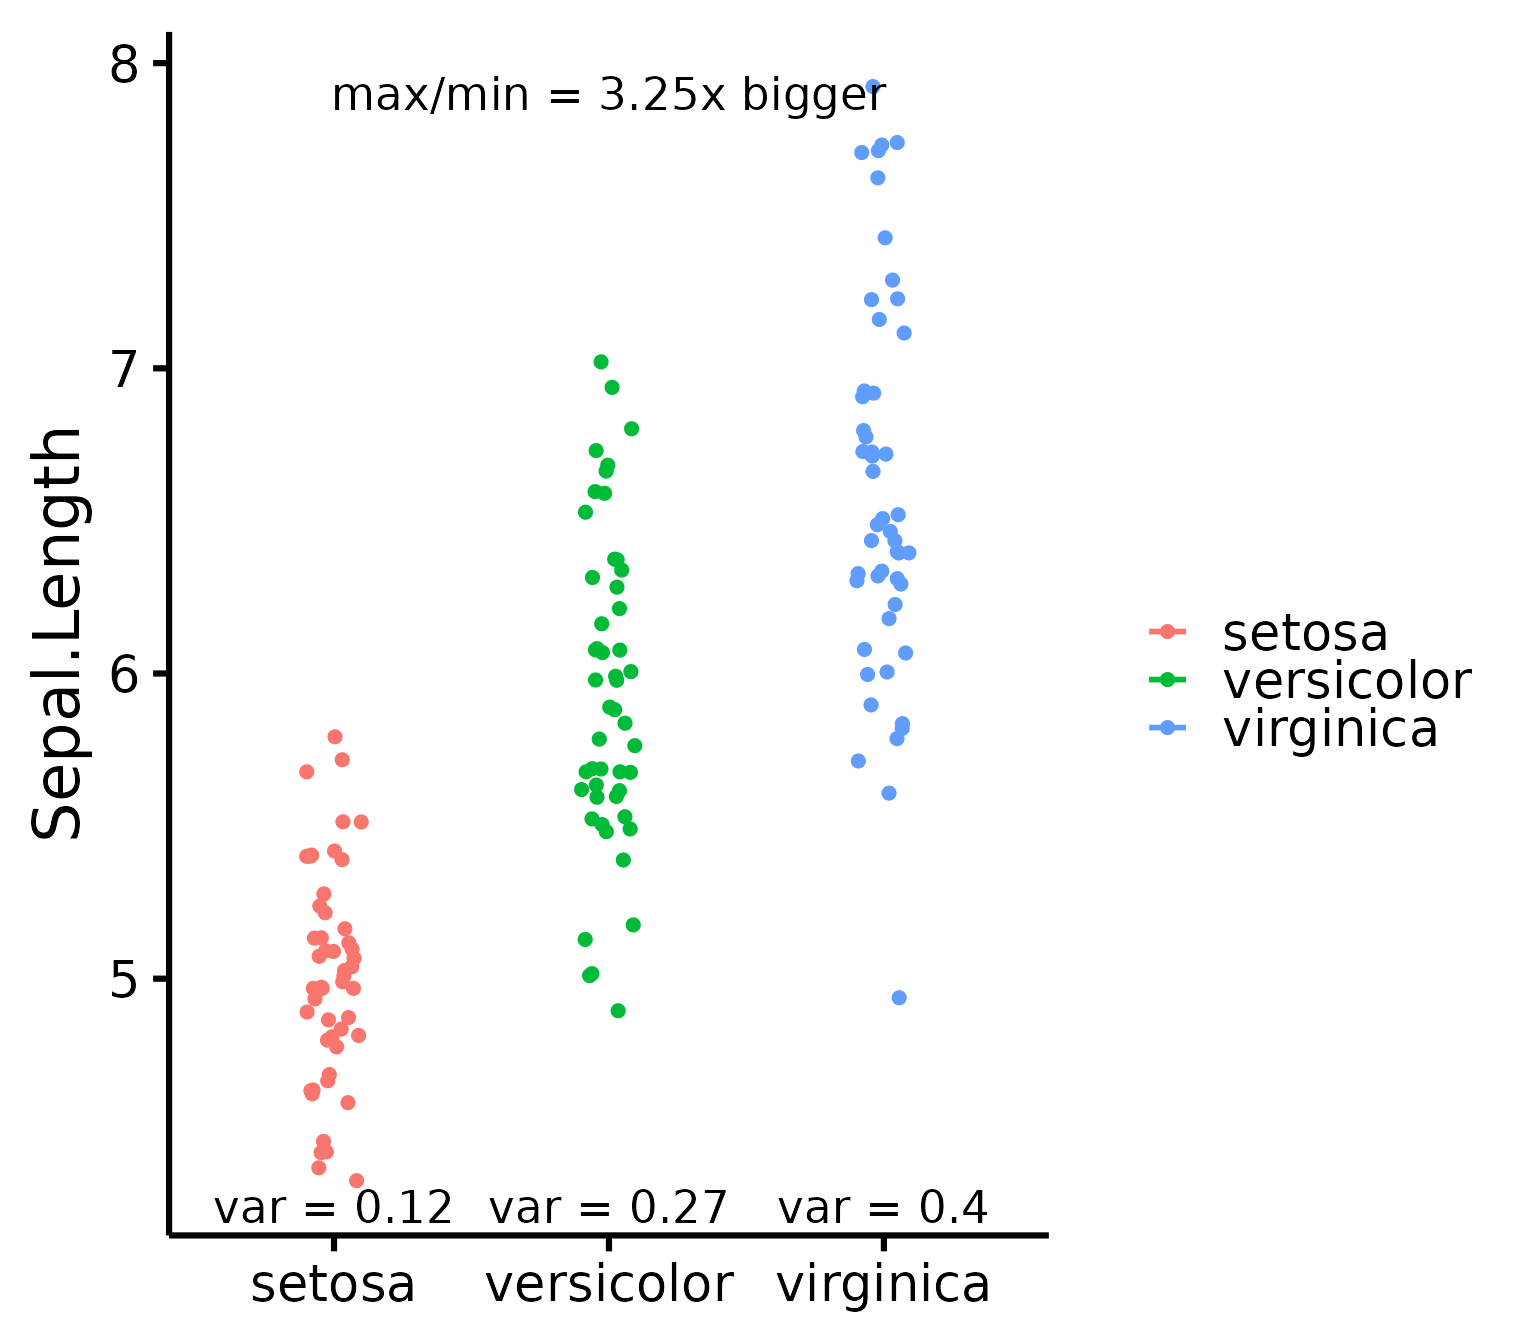 8
max/min = 3.25x bigger
7
6
5
Sepal.Length
setosa
versicolor
virginica
var = 0.12
var = 0.27
var = 0.4
setosa
versicolor
virginica